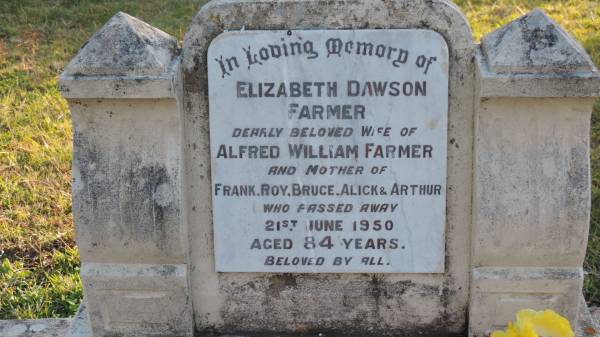 In Loving Memory of
ELIZABETH DAWSON
FARMER
DEARLY BELOVED WIFE OF
ALFRED WILLIAM FARMER
AND MOTHER OF
FRANK, ROY, BRUCE, ALICK & ARTHUR
WHO PASSED AWAY
21ST JUNE 1950
AGED 84 YEARS.
BELOVED BY ALL.